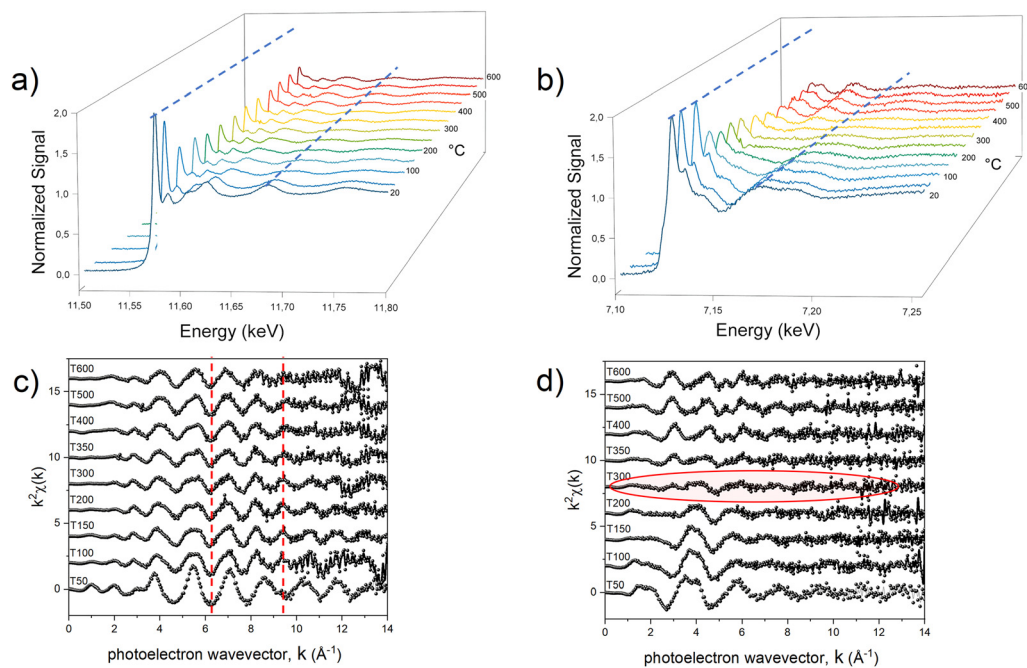 a)
2,0
1,5
1,0
0,5
0,0
Normalized Signal
11,50
11,55
11,60
11,65
11,70
11,75
11,80
Energy (keV)
600
500
400
300
200
100
20
°C
b)
2,0
1,5
1,0
0,5
0,0
Normalized Signal
7,10
7,15
7,20
7,25
Energy (keV)
60
500
400
300
200
100
20
°C
c)
15
10
5
0
k²χ(k)
T600
T500
T400
T350
T300
T200
T150
T100
T50
0
2
4
6
8
10
12
14
photoelectron wavevector, k (Å⁻¹)
d)
15
10
5
0
k²χ(k)
T600
T500
T400
T350
T300
T200
T150
T100
T50
0
2
4
6
8
10
12
14
photoelectron wavevector, k (Å⁻¹)